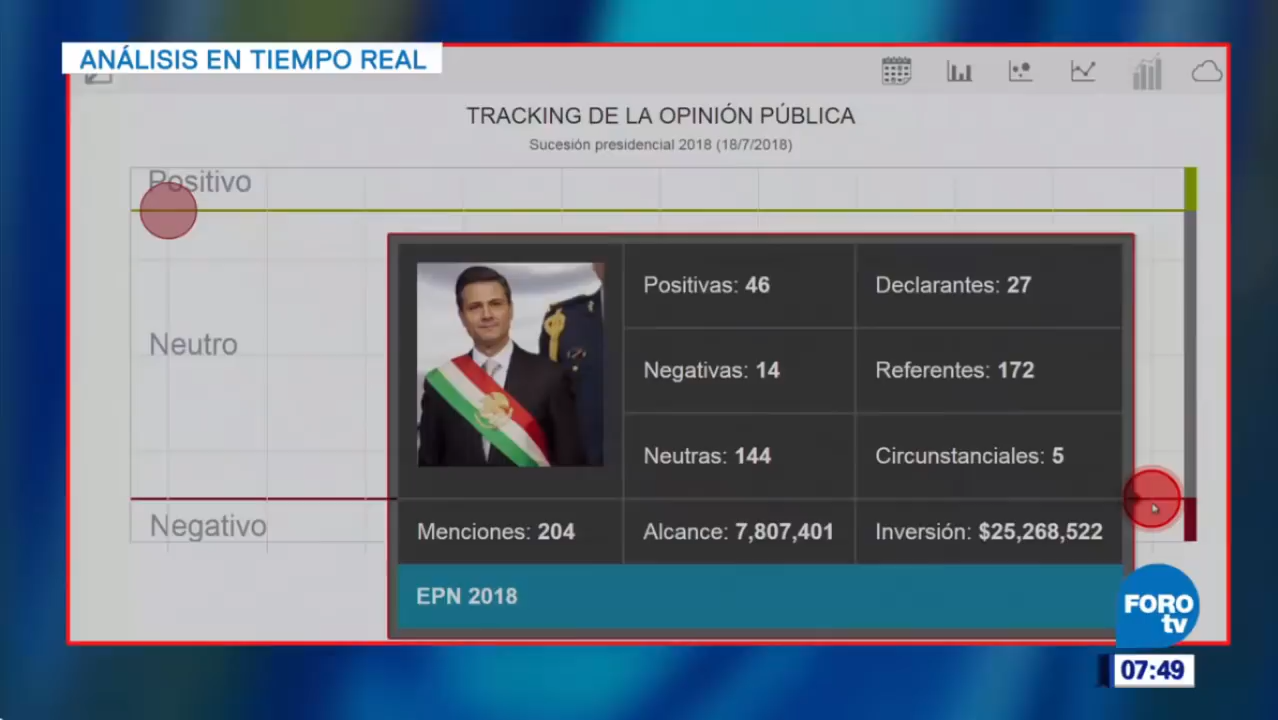 ANÁLISIS EN TIEMPO REAL
TRACKING DE LA OPINIÓN PÚBLICA
Sucesión presidencial 2018 (18/7/2018)
Positivo
Neutro
Negativo
Positivas: 46
Declarantes: 27
Negativas: 14
Referentes: 172
Neutras: 144
Circunstanciales: 5
Menciones: 204
Alcance: 7,807,401
Inversión: $25,268,522
EPN 2018
FORO
tv
07:49